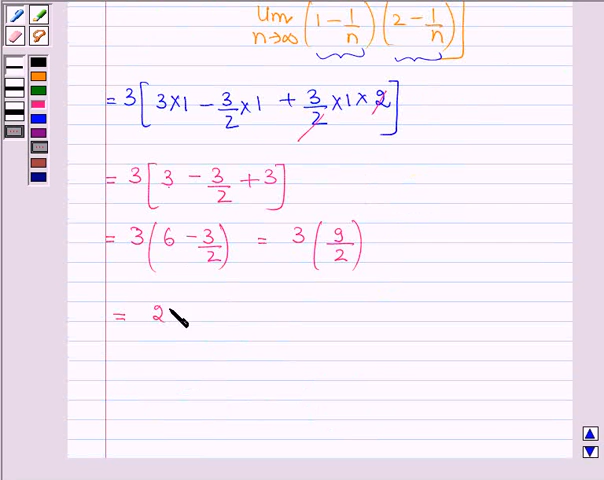 lim n→∞ (1 − 1/n) (2 − 1/n)]
= 3 [ 3×1 − 3/2 ×1 + 3/2 ×1×2 ]
= 3 [ 3 − 3/2 + 3 ]
= 3 ( 6 − 3/2 ) = 3 ( 9/2 )
= 2